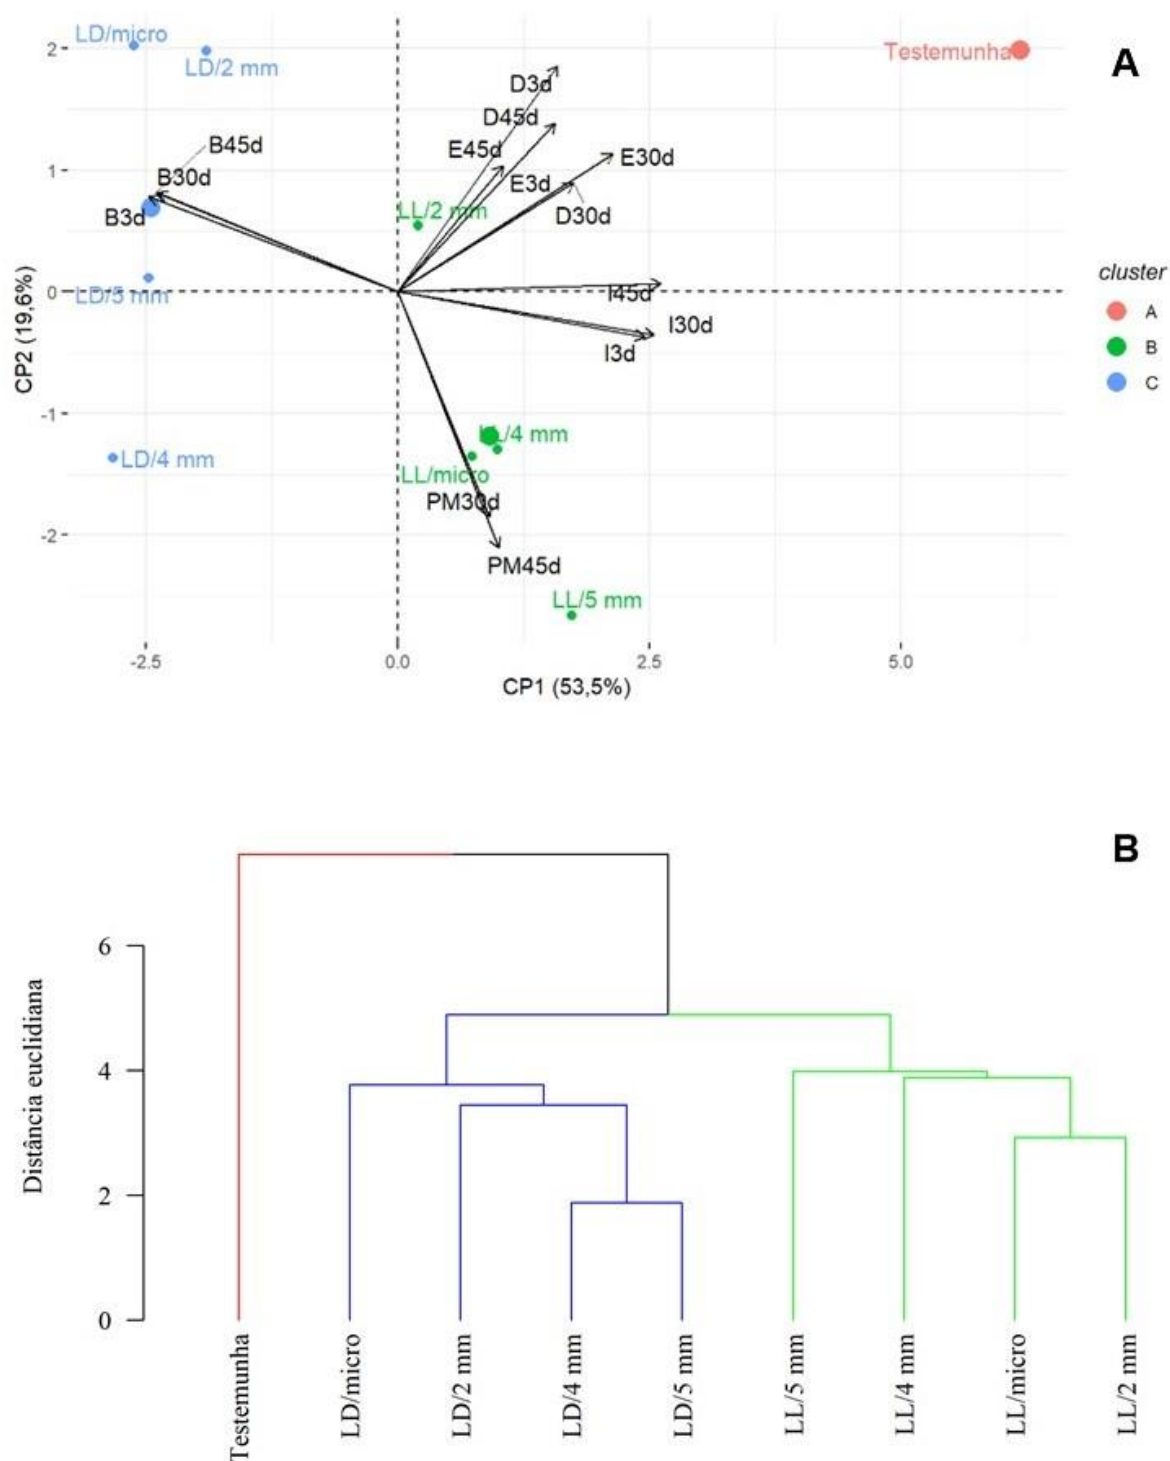 LD/micro
LD/2 mm
Testemunha
A
D3d
D45d
E45d
E30d
E3d
D30d
B45d
B30d
B3d
LL/2 mm
LD/5 mm
I45d
I30d
I3d
LL/4 mm
LL/micro
LD/4 mm
PM30d
PM45d
LL/5 mm
2
1
0
-1
-2
CP2 (19,6%)
-2.5 0.0 2.5 5.0
CP1 (53,5%)
cluster
A
B
C
B
6
4
2
0
Distância euclidiana
Testemunha
LD/micro
LD/2 mm
LD/4 mm
LD/5 mm
LL/5 mm
LL/4 mm
LL/micro
LL/2 mm